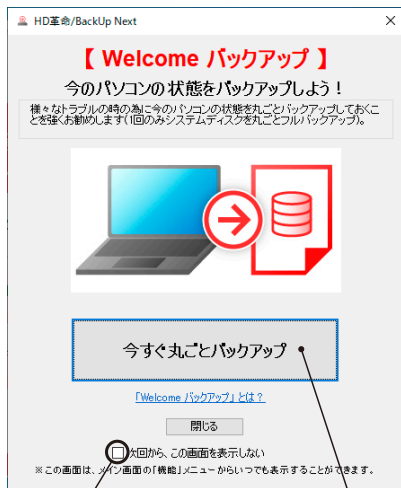 HD革命/BackUp Next
【 Welcome バックアップ 】
今のパソコンの状態をバックアップしよう！
様々なトラブルの時の為に今のパソコンの状態を丸ごとバックアップしておくこ
とを強くお勧めします(1回のみシステムディスクを丸ごとフルバックアップ)。
今すぐ丸ごとバックアップ
「Welcome バックアップ」とは？
閉じる
次回から、この画面を表示しない
※この画面は、メイン画面の「機能」メニューからいつでも表示することができます。